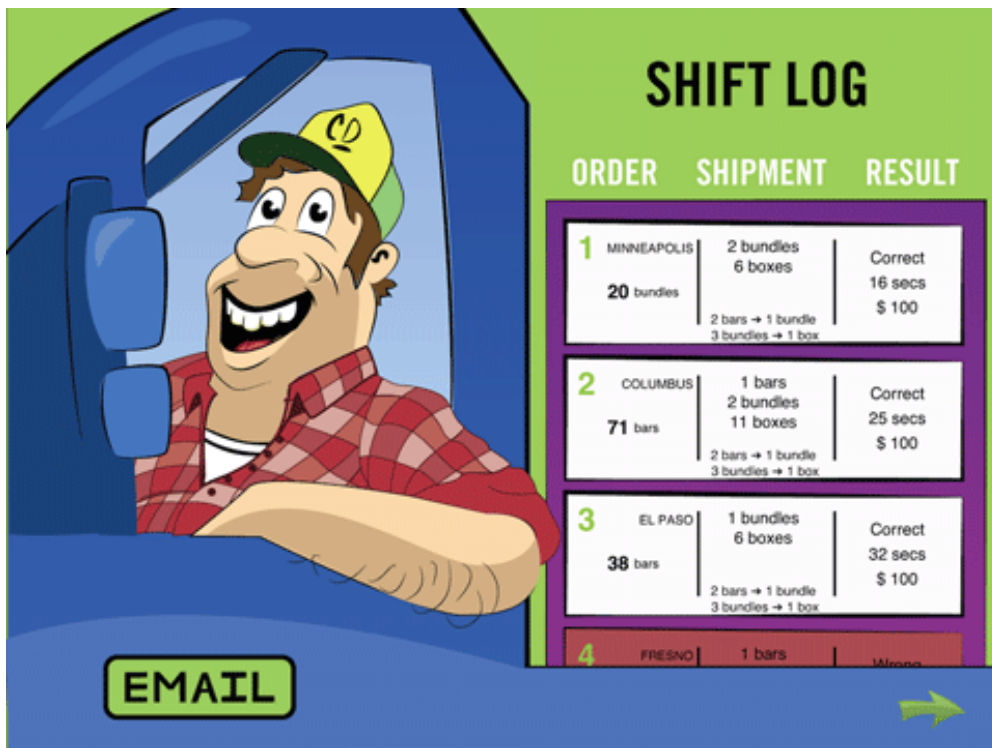 CD
SHIFT LOG
ORDER SHIPMENT RESULT
1 MINNEAPOLIS
20 bundles
2 bundles
6 boxes
2 bars → 1 bundle
3 bundles → 1 box
Correct
16 secs
$ 100
2 COLUMBUS
71 bars
1 bars
2 bundles
11 boxes
2 bars → 1 bundle
3 bundles → 1 box
Correct
25 secs
$ 100
3 EL PASO
38 bars
1 bundles
6 boxes
2 bars → 1 bundle
3 bundles → 1 box
Correct
32 secs
$ 100
4 FRESNO
1 bars
Wrong
EMAIL